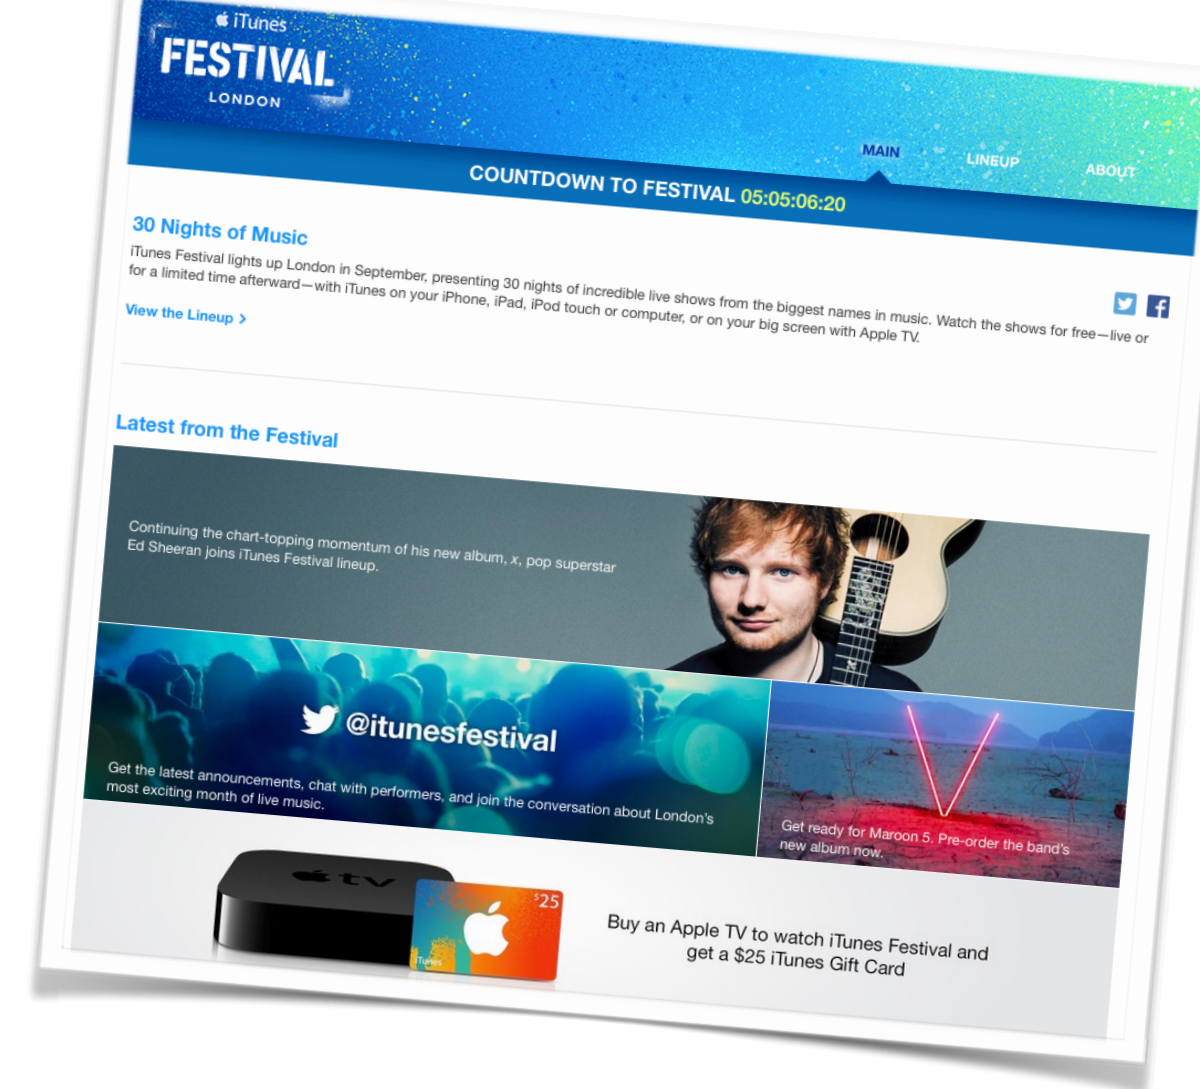 iTunes
FESTIVAL
LONDON
MAIN
LINEUP
ABOUT
COUNTDOWN TO FESTIVAL 05:05:06:20
30 Nights of Music
iTunes Festival lights up London in September, presenting 30 nights of incredible live shows from the biggest names in music. Watch the shows for free—live or
for a limited time afterward—with iTunes on your iPhone, iPad, iPod touch or computer, or on your big screen with Apple TV.
View the Lineup >
Latest from the Festival
Continuing the chart-topping momentum of his new album, x, pop superstar
Ed Sheeran joins iTunes Festival lineup.
@itunesfestival
Get the latest announcements, chat with performers, and join the conversation about London's
most exciting month of live music.
V
Get ready for Maroon 5. Pre-order the band's
new album now.
tv
$25
iTunes
Buy an Apple TV to watch iTunes Festival and
get a $25 iTunes Gift Card